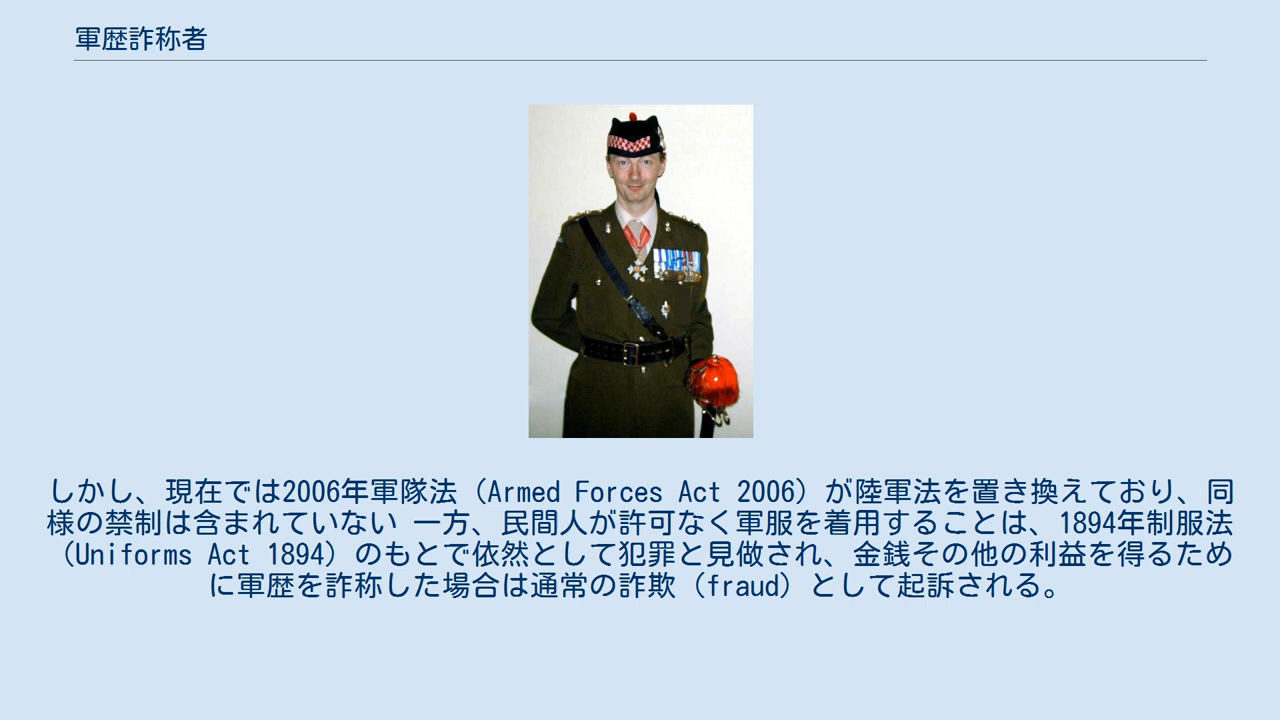 軍歴詐称者
しかし、現在では2006年軍隊法（Armed Forces Act 2006）が陸軍法を置き換えており、同
様の禁制は含まれていない 一方、民間人が許可なく軍服を着用することは、1894年制服法
（Uniforms Act 1894）のもとで依然として犯罪と見做され、金銭その他の利益を得るため
に軍歴を詐称した場合は通常の詐欺（fraud）として起訴される。